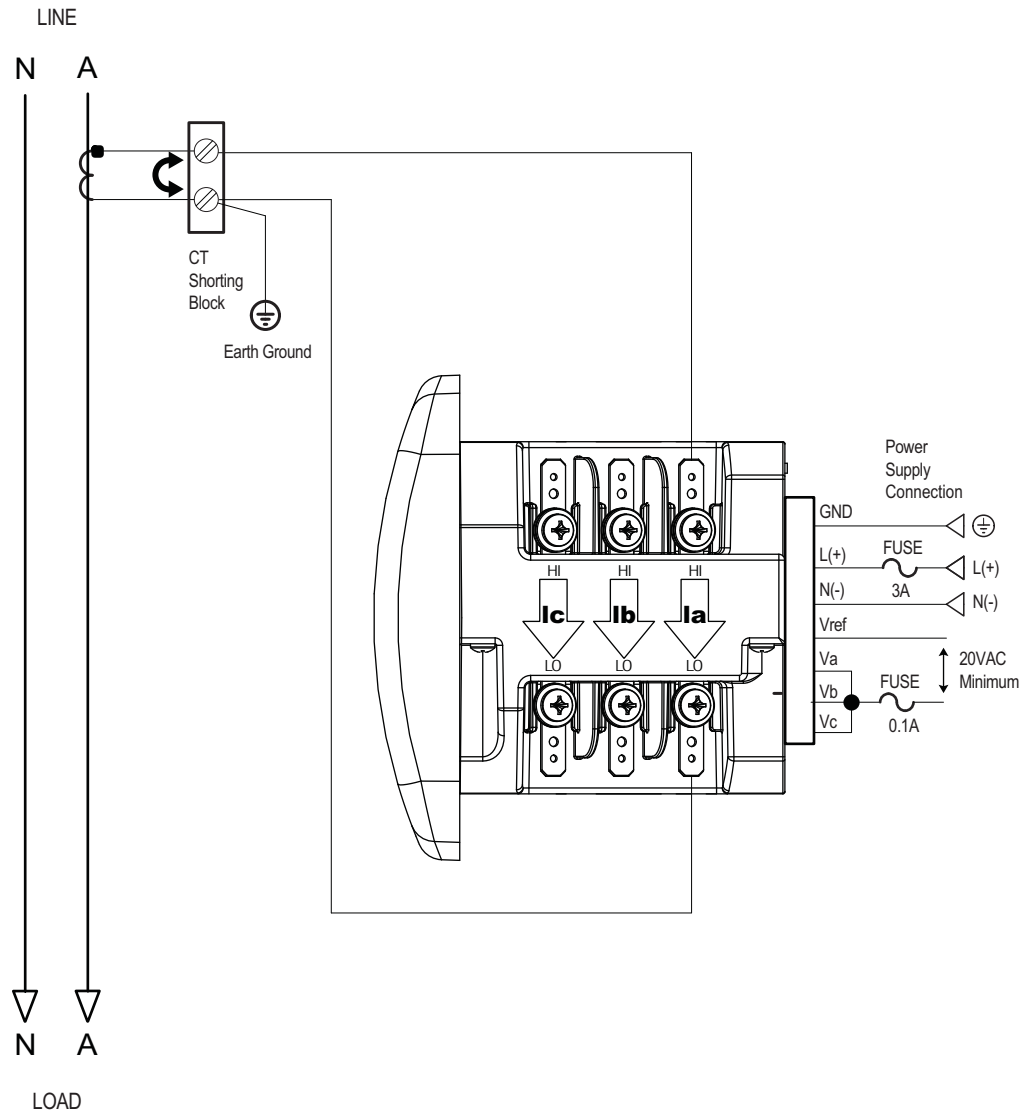 LINE
N A
CT
Shorting
Block
Earth Ground
Power
Supply
Connection
GND
L(+) FUSE L(+)
3A
N(-) N(-)
Vref
HI HI HI
Ic Ib Ia
LO LO LO
Va
20VAC
Minimum
Vb FUSE
Vc 0.1A
N A
LOAD